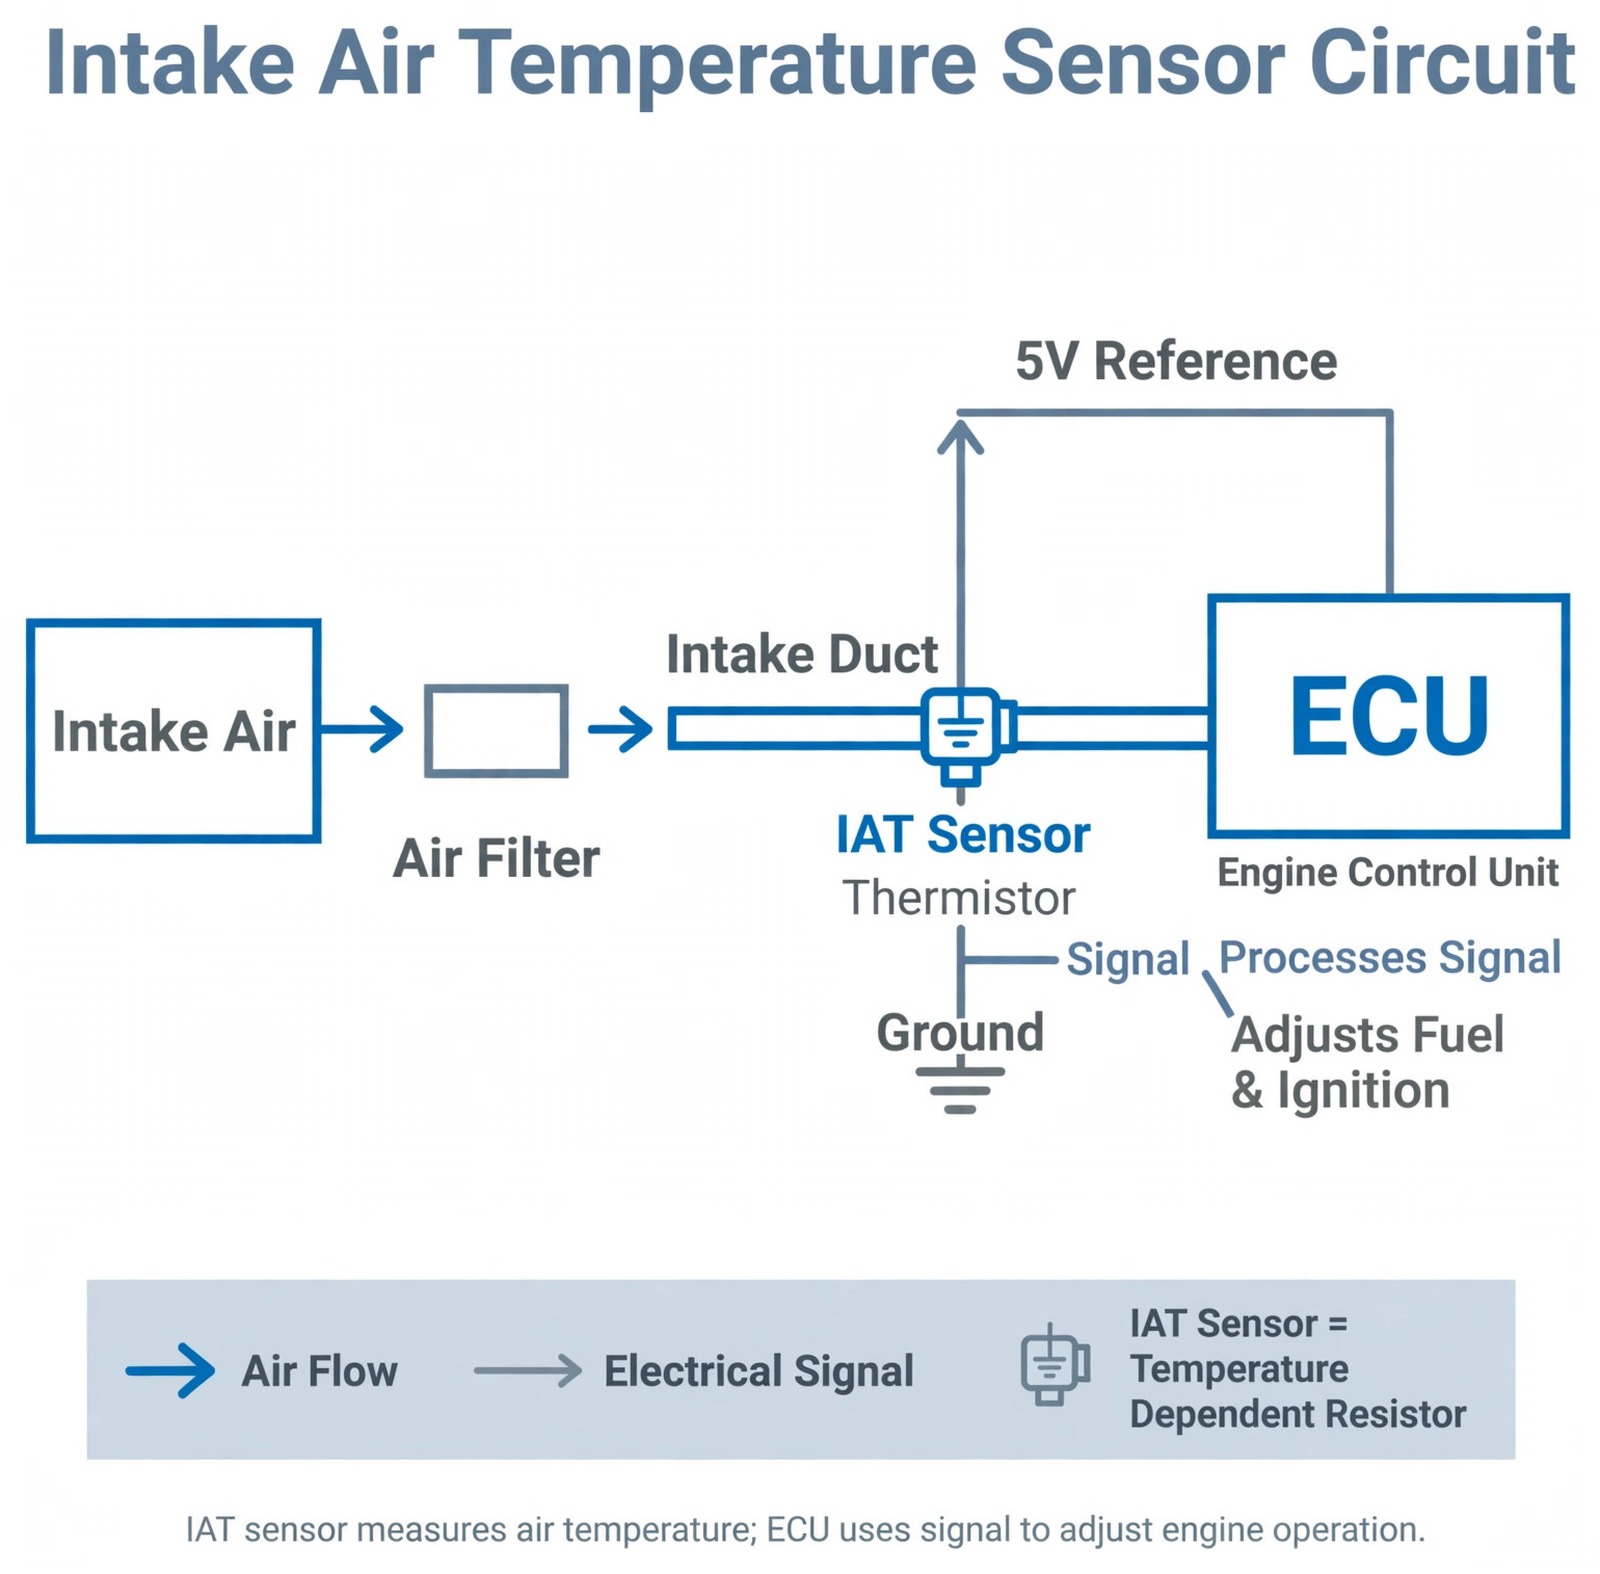 Intake Air Temperature Sensor Circuit
5V Reference
Intake Duct
Intake Air
ECU
Air Filter
IAT Sensor
Thermistor
Engine Control Unit
Signal
Processes Signal
Ground
Adjusts Fuel
& Ignition
Air Flow
Electrical Signal
IAT Sensor =
Temperature
Dependent Resistor
IAT sensor measures air temperature; ECU uses signal to adjust engine operation.